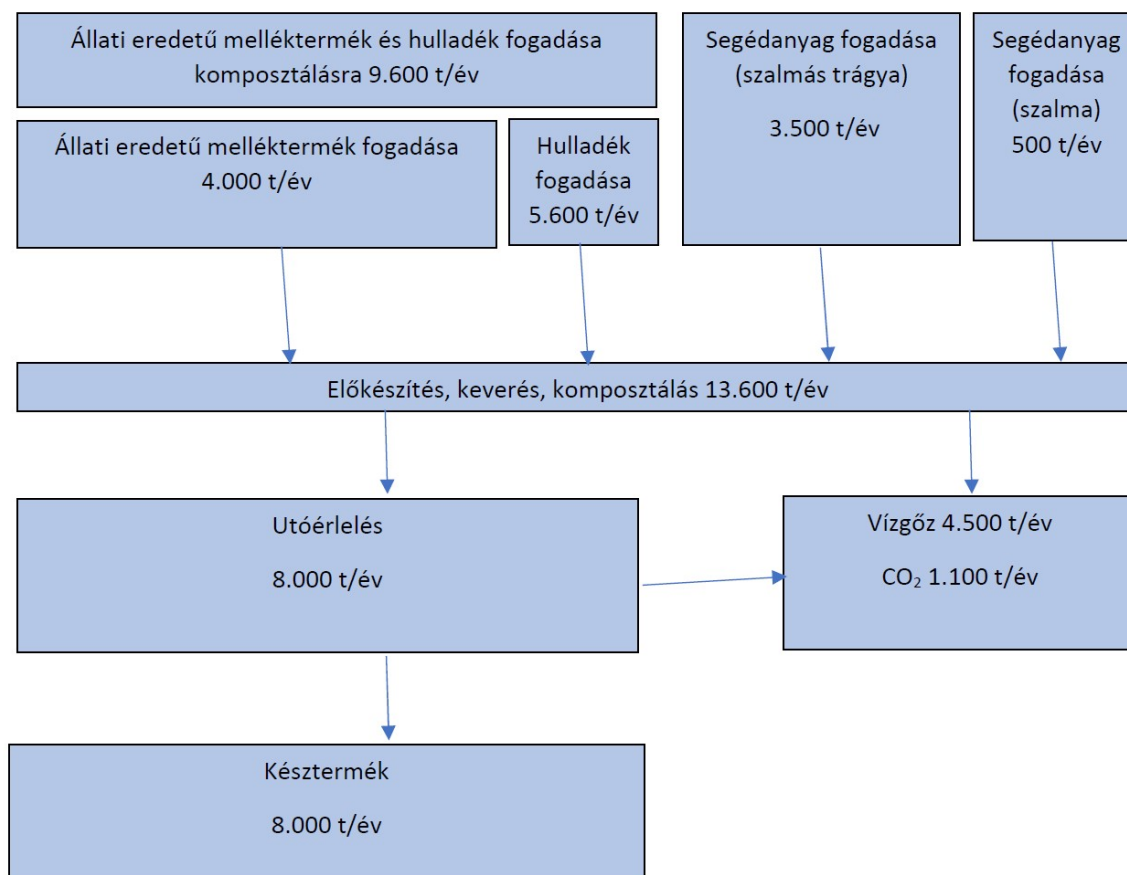 Állati eredetű melléktermék és hulladék fogadása
komposztálásra 9.600 t/év
Segédanyag fogadása
(szalmás trágya)
3.500 t/év
Segédanyag
fogadása
(szalma)
500 t/év
Állati eredetű melléktermék fogadása
4.000 t/év
Hulladék
fogadása
5.600 t/év
Előkészítés, keverés, komposztálás 13.600 t/év
Utóérlelés
8.000 t/év
Vízgőz 4.500 t/év
CO₂ 1.100 t/év
Késztermék
8.000 t/év